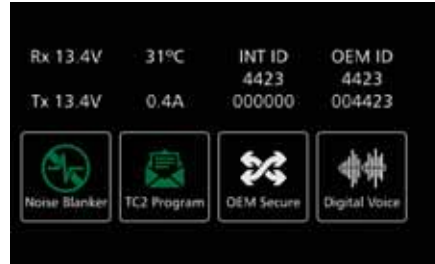 Rx 13.4V 31ºC INT ID OEM ID
4423 4423
Tx 13.4V 0.4A 000000 004423
Noise Blanker TC2 Program OEM Secure Digital Voice